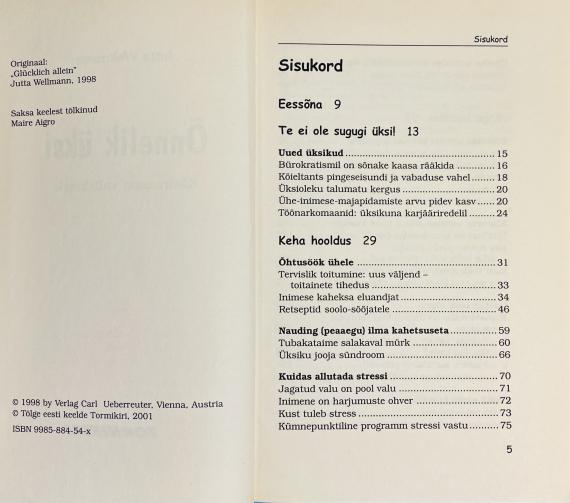 Originaal:
„Glücklich allein"
Jutta Wellmann, 1998
Saksa keelest tõlkinud
Maire Aigro
© 1998 by Verlag Carl Ueberreuter, Vienna, Austria
© Tõlge eesti keelde Tormikiri, 2001
ISBN 9985-884-54-x
Sisukord
Sisukord
Eessõna 9
Te ei ole sugugi üksi! 13
Uued üksikud ... 15
Bürokratismil on sõnake kaasa rääkida ... 16
Köieltants pingeseisundi ja vabaduse vahel ... 18
Üksioleku talumatu kergus ... 20
Ühe-inimese-majapidamiste arvu pidev kasv ... 20
Töönarkomaanid: üksikuna karjääriredelil ... 24
Keha hooldus 29
Õhtusöök ühele ... 31
Tervislik toitumine: uus väljend –
toitainete tihedus ... 33
Inimese kaheksa eluandjat ... 34
Retseptid soolo-sööjatele ... 46
Nauding (peaaegu) ilma kahetsuseta ... 59
Tubakataime salakaval mürk ... 60
Üksiku jooja sündroom ... 66
Kuidas allutada stressi ... 70
Jagatud valu on pool valu ... 71
Inimene on harjumuste ohver ... 72
Kust tuleb stress ... 73
Kümnepunktiline programm stressi vastu ... 75
5